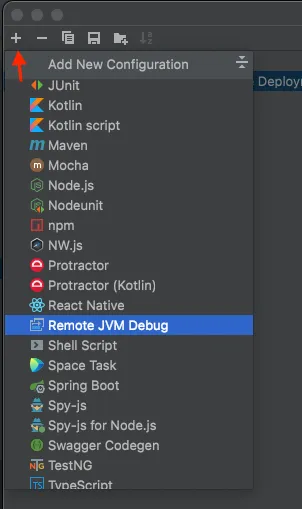 Add New Configuration
Deployn
JUnit
Kotlin
Kotlin script
Maven
Mocha
Node.js
Nodeunit
npm
NW.js
Protractor
Protractor (Kotlin)
React Native
Remote JVM Debug
Shell Script
Space Task
Spring Boot
Spy-js
Spy-js for Node.js
Swagger Codegen
TestNG
TypeScript